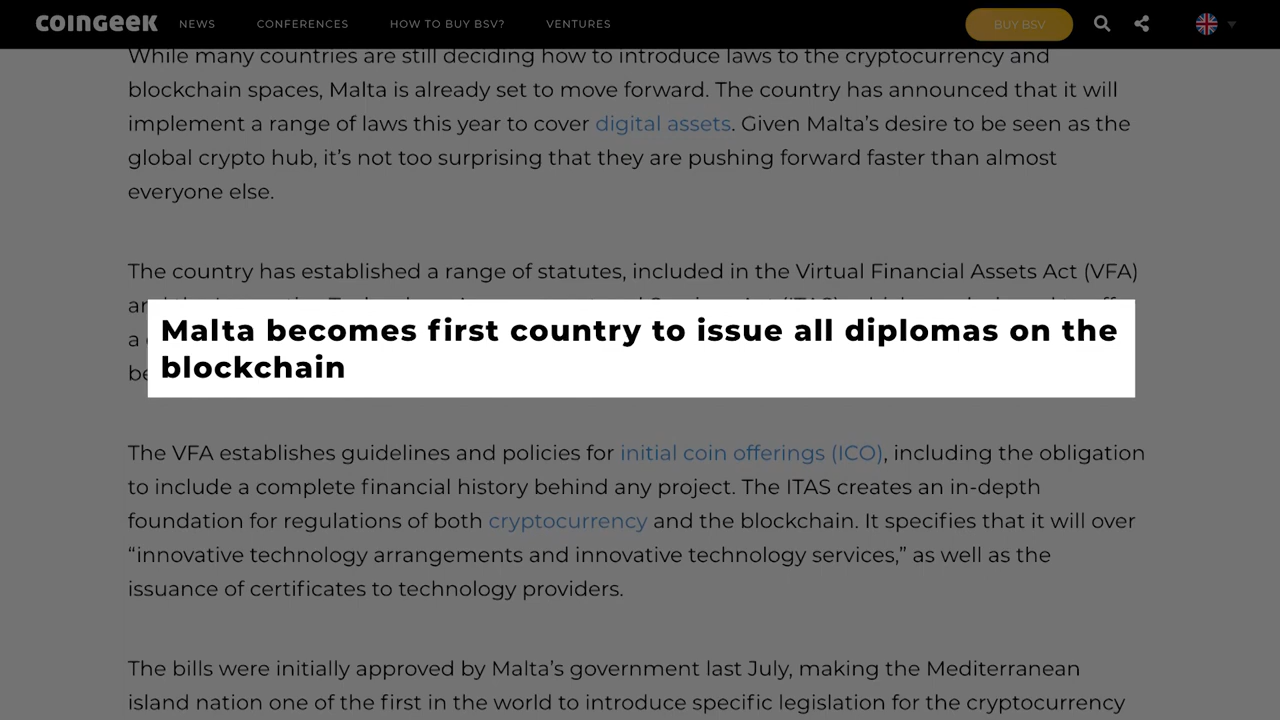 COINGEEK NEWS CONFERENCES HOW TO BUY BSV? VENTURES BUY BSV
While many countries are still deciding how to introduce laws to the cryptocurrency and
blockchain spaces, Malta is already set to move forward. The country has announced that it will
implement a range of laws this year to cover digital assets. Given Malta’s desire to be seen as the
global crypto hub, it’s not too surprising that they are pushing forward faster than almost
everyone else.
The country has established a range of statutes, included in the Virtual Financial Assets Act (VFA)
Malta becomes first country to issue all diplomas on the
blockchain
The VFA establishes guidelines and policies for initial coin offerings (ICO), including the obligation
to include a complete financial history behind any project. The ITAS creates an in-depth
foundation for regulations of both cryptocurrency and the blockchain. It specifies that it will over
“innovative technology arrangements and innovative technology services,” as well as the
issuance of certificates to technology providers.
The bills were initially approved by Malta’s government last July, making the Mediterranean
island nation one of the first in the world to introduce specific legislation for the cryptocurrency